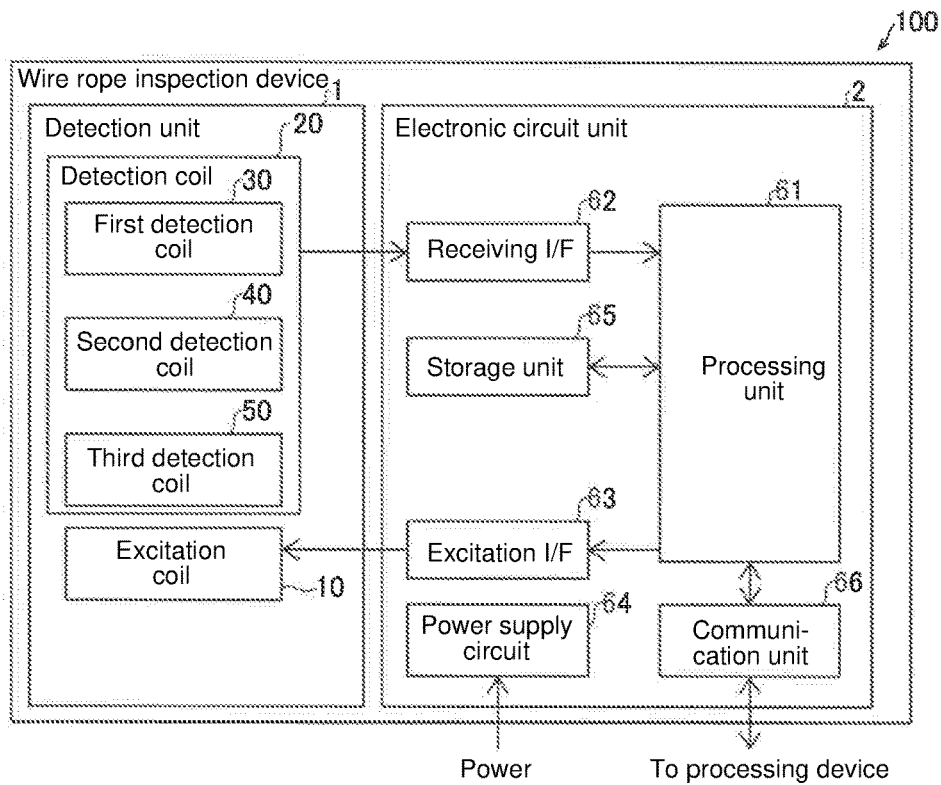 100
Wire rope inspection device
1
Detection unit
20
Detection coil
30
First detection
coil
40
Second detection
coil
50
Third detection
coil
Excitation
coil
10
2
Electronic circuit unit
62
Receiving I/F
61
65
Storage unit
Processing
unit
63
Excitation I/F
64
Power supply
circuit
66
Communi-
cation unit
Power
To processing device